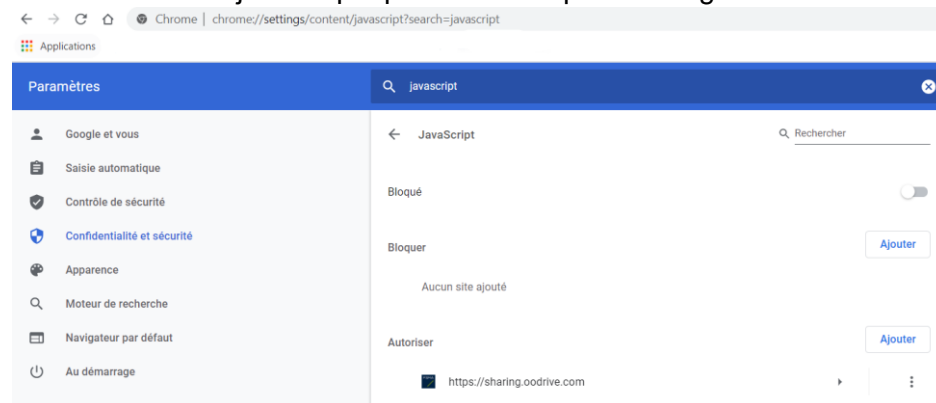 Chrome | chrome://settings/content/javascript?search=javascript
Applications
Paramètres
javascript
Google et vous
JavaScript
Rechercher
Saisie automatique
Bloqué
Contrôle de sécurité
Confidentialité et sécurité
Bloquer
Ajouter
Apparence
Aucun site ajouté
Moteur de recherche
Navigateur par défaut
Autoriser
Ajouter
Au démarrage
https://sharing.oodrive.com